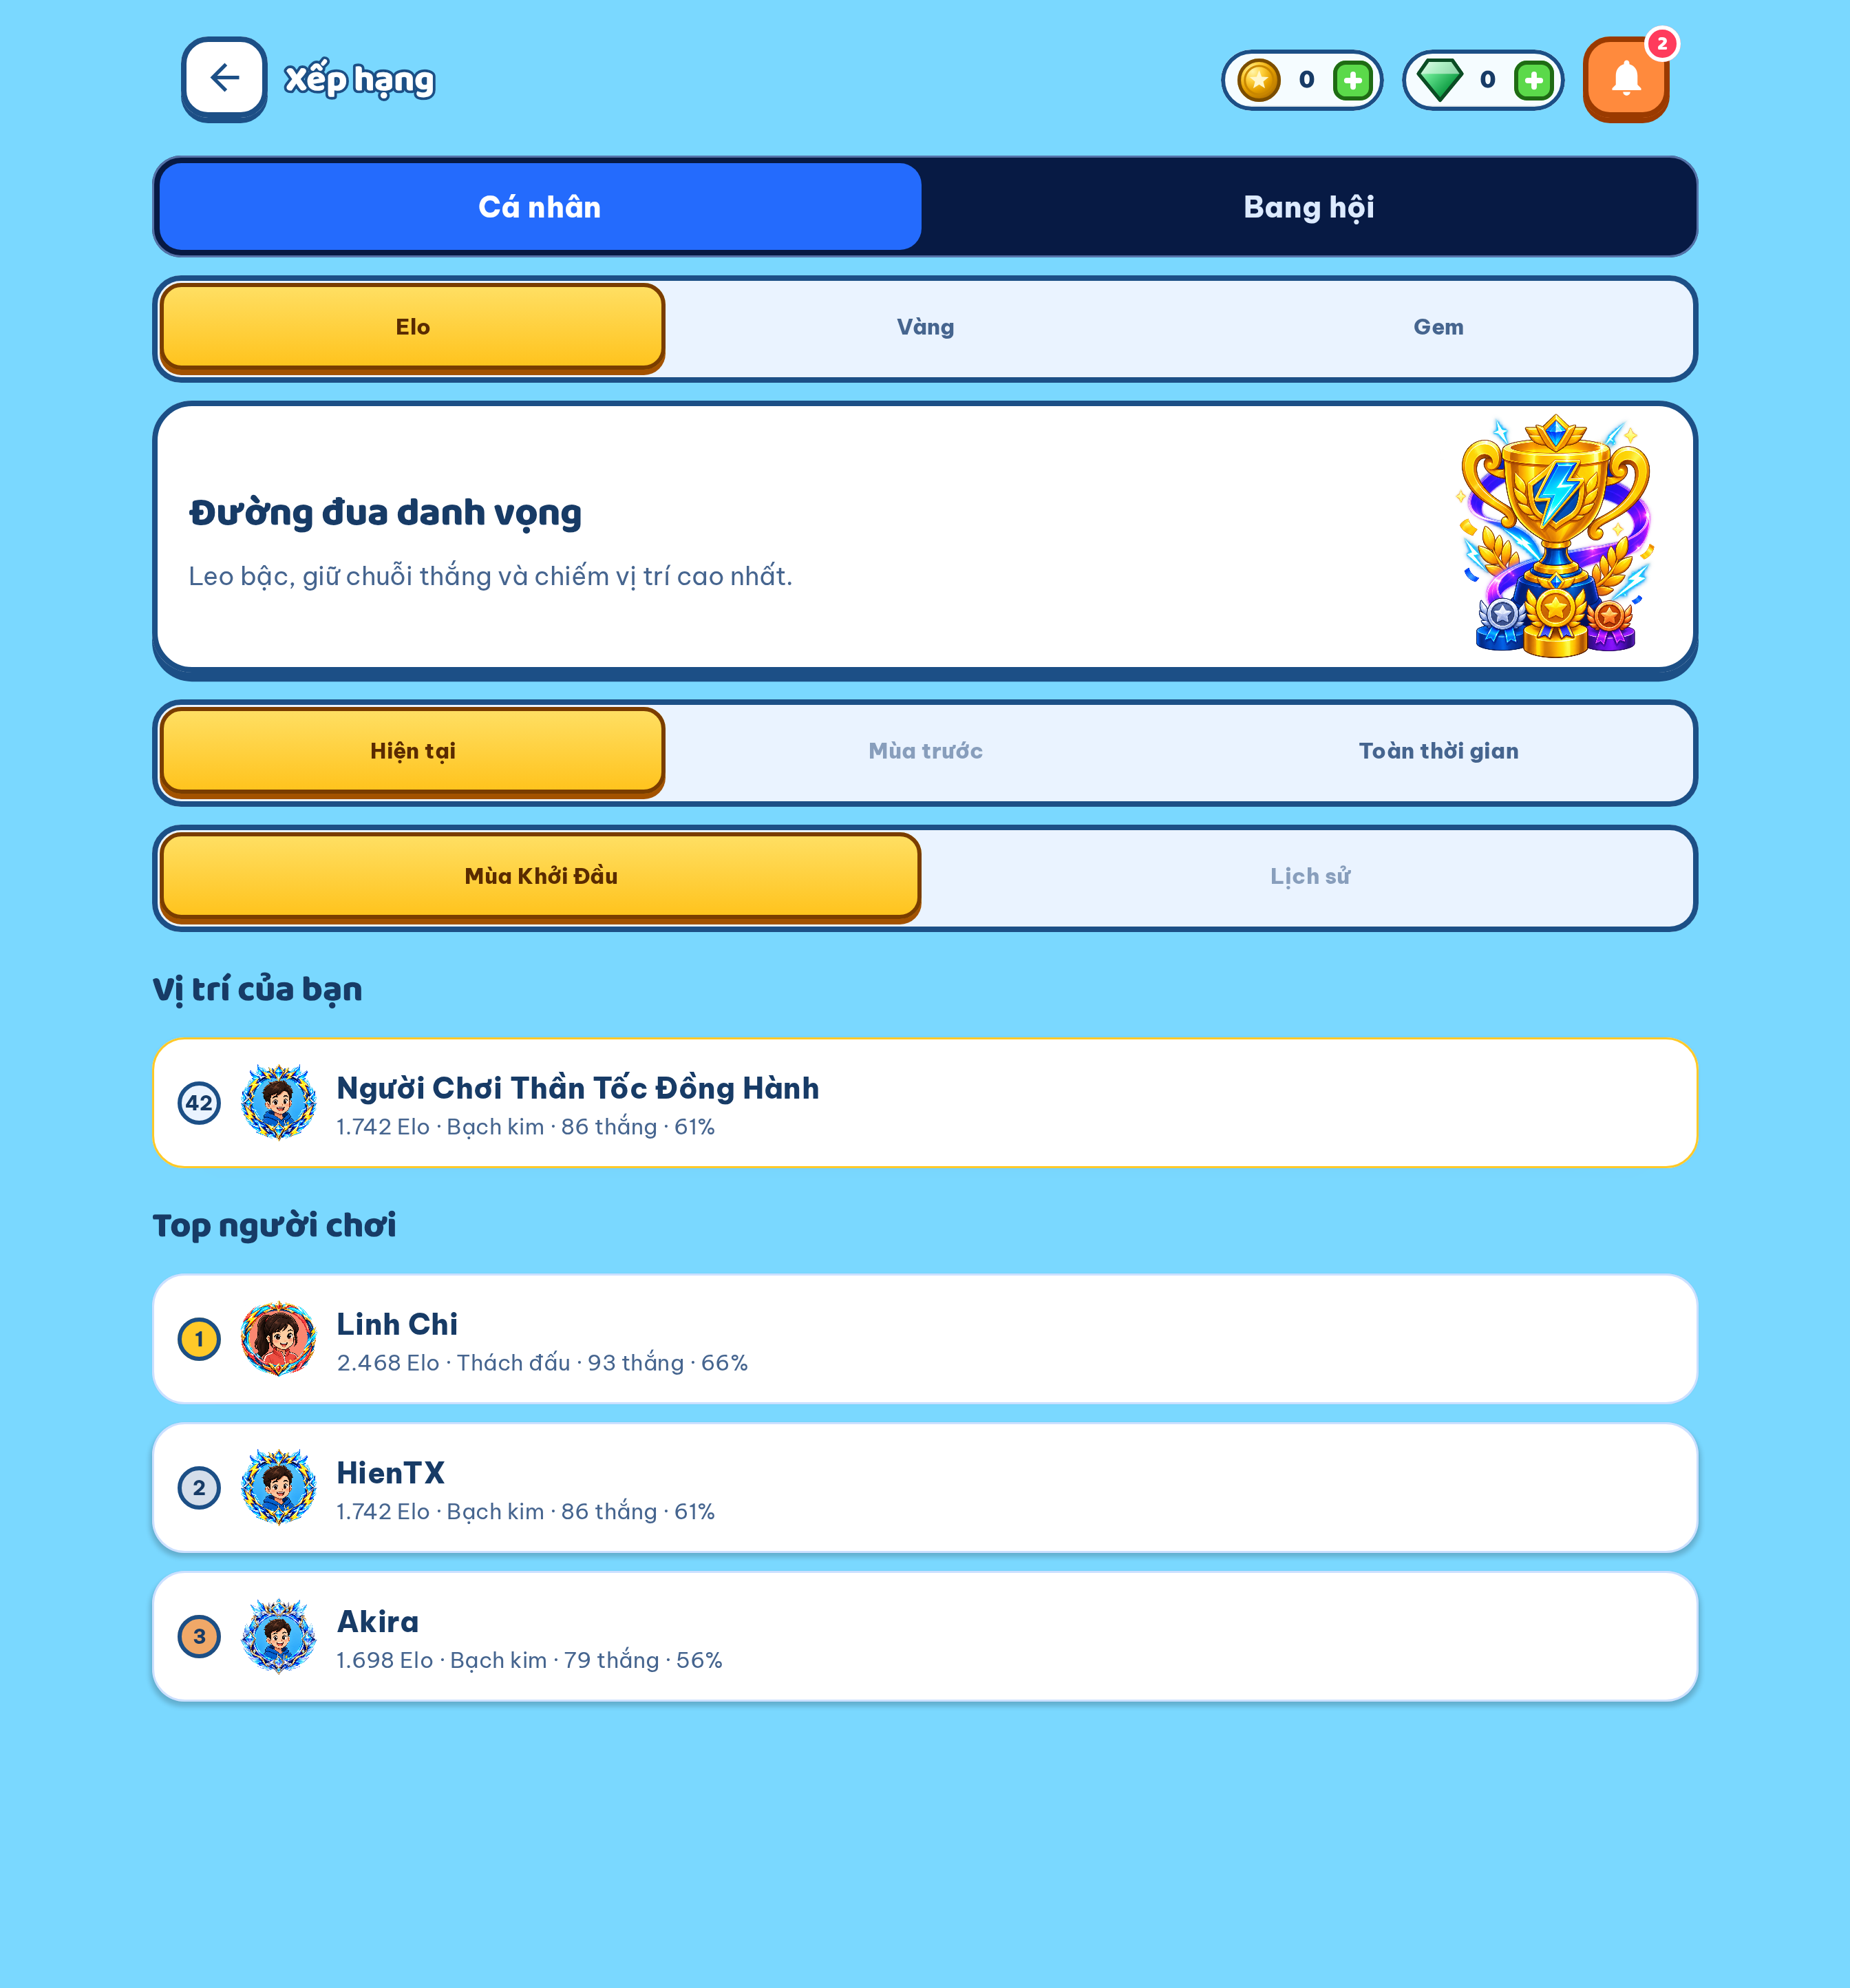 Xếp hạng
0
0
2
Cá nhân
Bang hội
Elo
Vàng
Gem
Đường đua danh vọng
Leo bậc, giữ chuỗi thắng và chiếm vị trí cao nhất.
Hiện tại
Mùa trước
Toàn thời gian
Mùa Khởi Đầu
Lịch sử
Vị trí của bạn
42
Người Chơi Thần Tốc Đồng Hành
1.742 Elo · Bạch kim · 86 thắng · 61%
Top người chơi
1
Linh Chi
2.468 Elo · Thách đấu · 93 thắng · 66%
2
HienTX
1.742 Elo · Bạch kim · 86 thắng · 61%
3
Akira
1.698 Elo · Bạch kim · 79 thắng · 56%